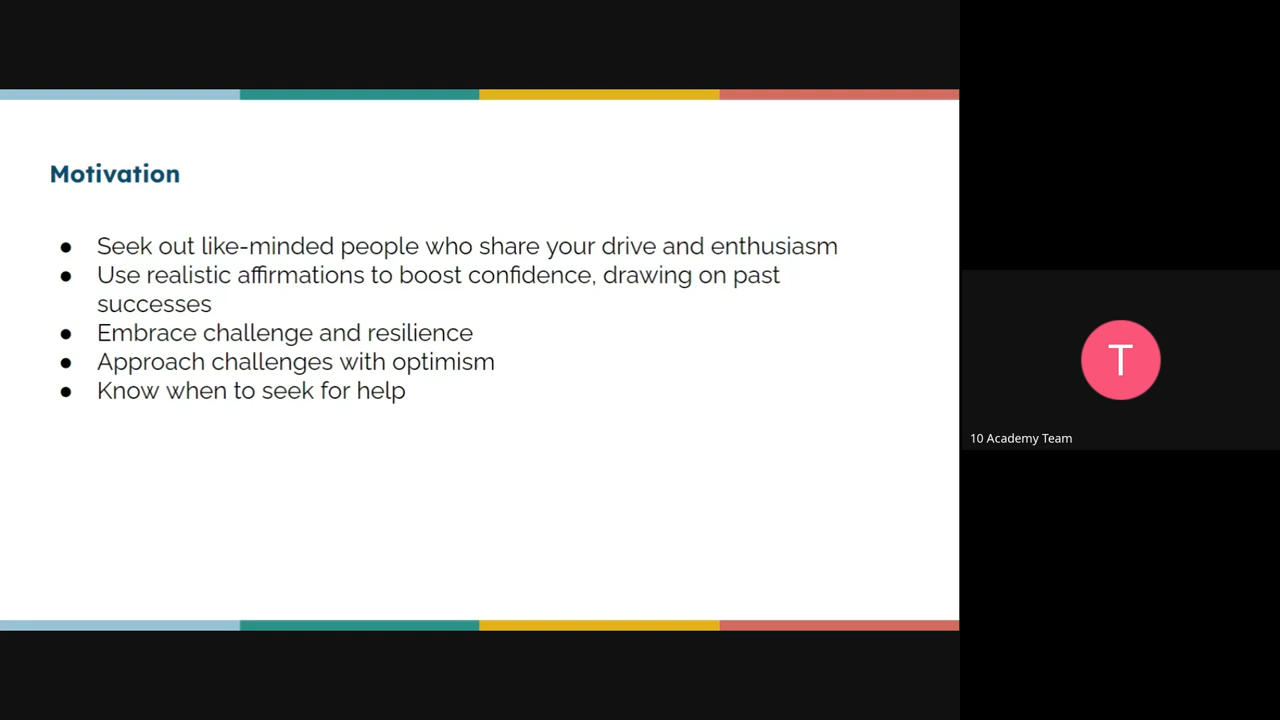 Motivation
● Seek out like-minded people who share your drive and enthusiasm
● Use realistic affirmations to boost confidence, drawing on past
successes
● Embrace challenge and resilience
● Approach challenges with optimism
● Know when to seek for help
T
10 Academy Team